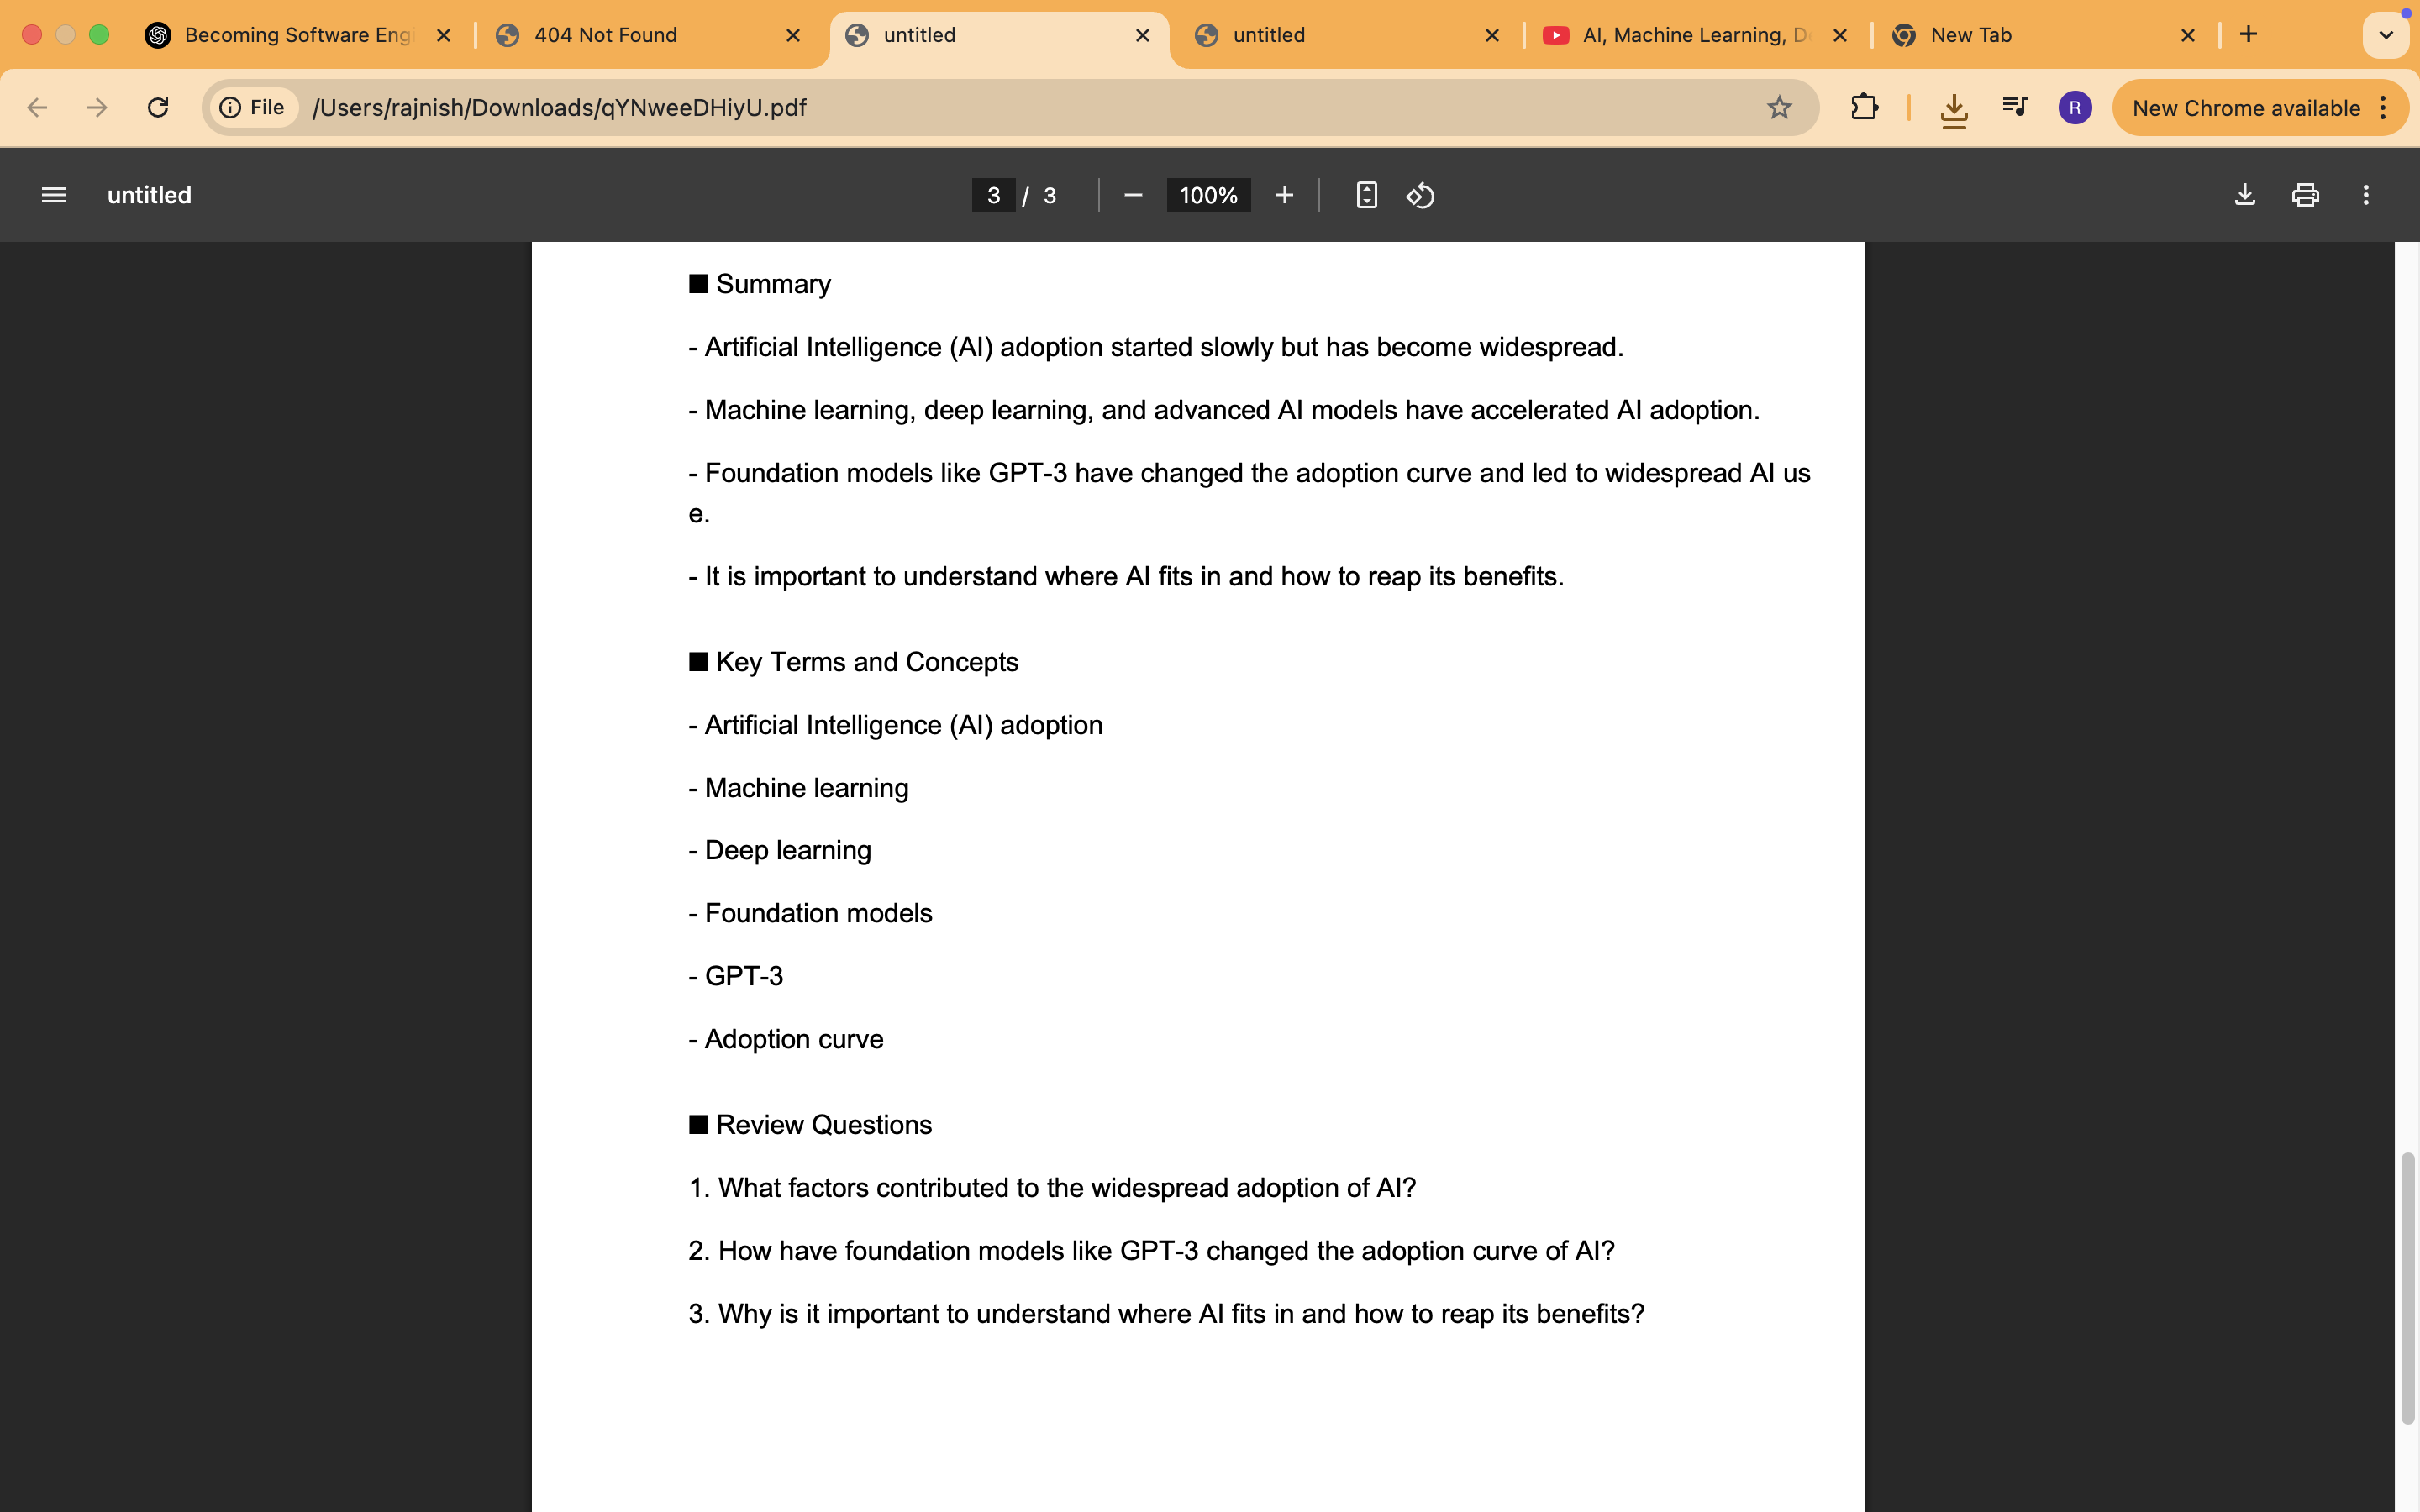 Becoming Software Engi
404 Not Found
untitled
untitled
AI, Machine Learning, D
New Tab
File
/Users/rajnish/Downloads/qYNweeDHiyU.pdf
R
New Chrome available
untitled
3 / 3
100%
■ Summary
- Artificial Intelligence (AI) adoption started slowly but has become widespread.
- Machine learning, deep learning, and advanced AI models have accelerated AI adoption.
- Foundation models like GPT-3 have changed the adoption curve and led to widespread AI us
e.
- It is important to understand where AI fits in and how to reap its benefits.
■ Key Terms and Concepts
- Artificial Intelligence (AI) adoption
- Machine learning
- Deep learning
- Foundation models
- GPT-3
- Adoption curve
■ Review Questions
1. What factors contributed to the widespread adoption of AI?
2. How have foundation models like GPT-3 changed the adoption curve of AI?
3. Why is it important to understand where AI fits in and how to reap its benefits?